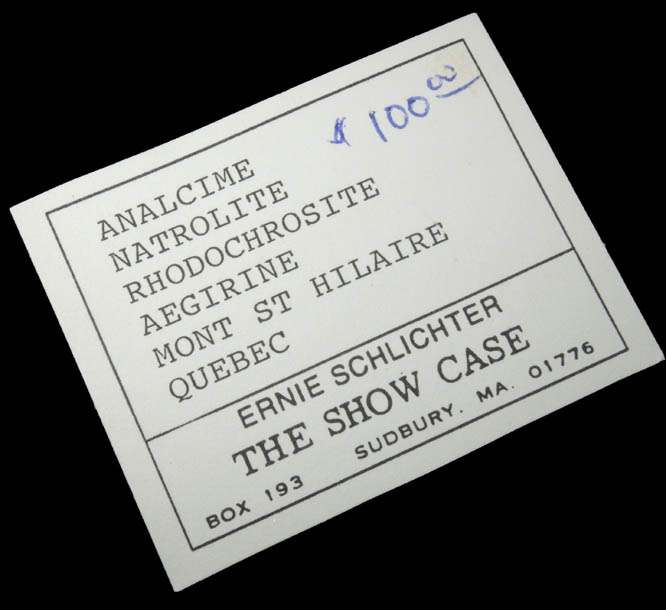 $ 100.00
ANALCIME
NATROLITE
RHODOCHROSITE
AEGIRINE
MONT ST HILAIRE
QUEBEC
ERNIE SCHLICHTER
THE SHOW CASE
BOX 193 SUDBURY, MA. 01776